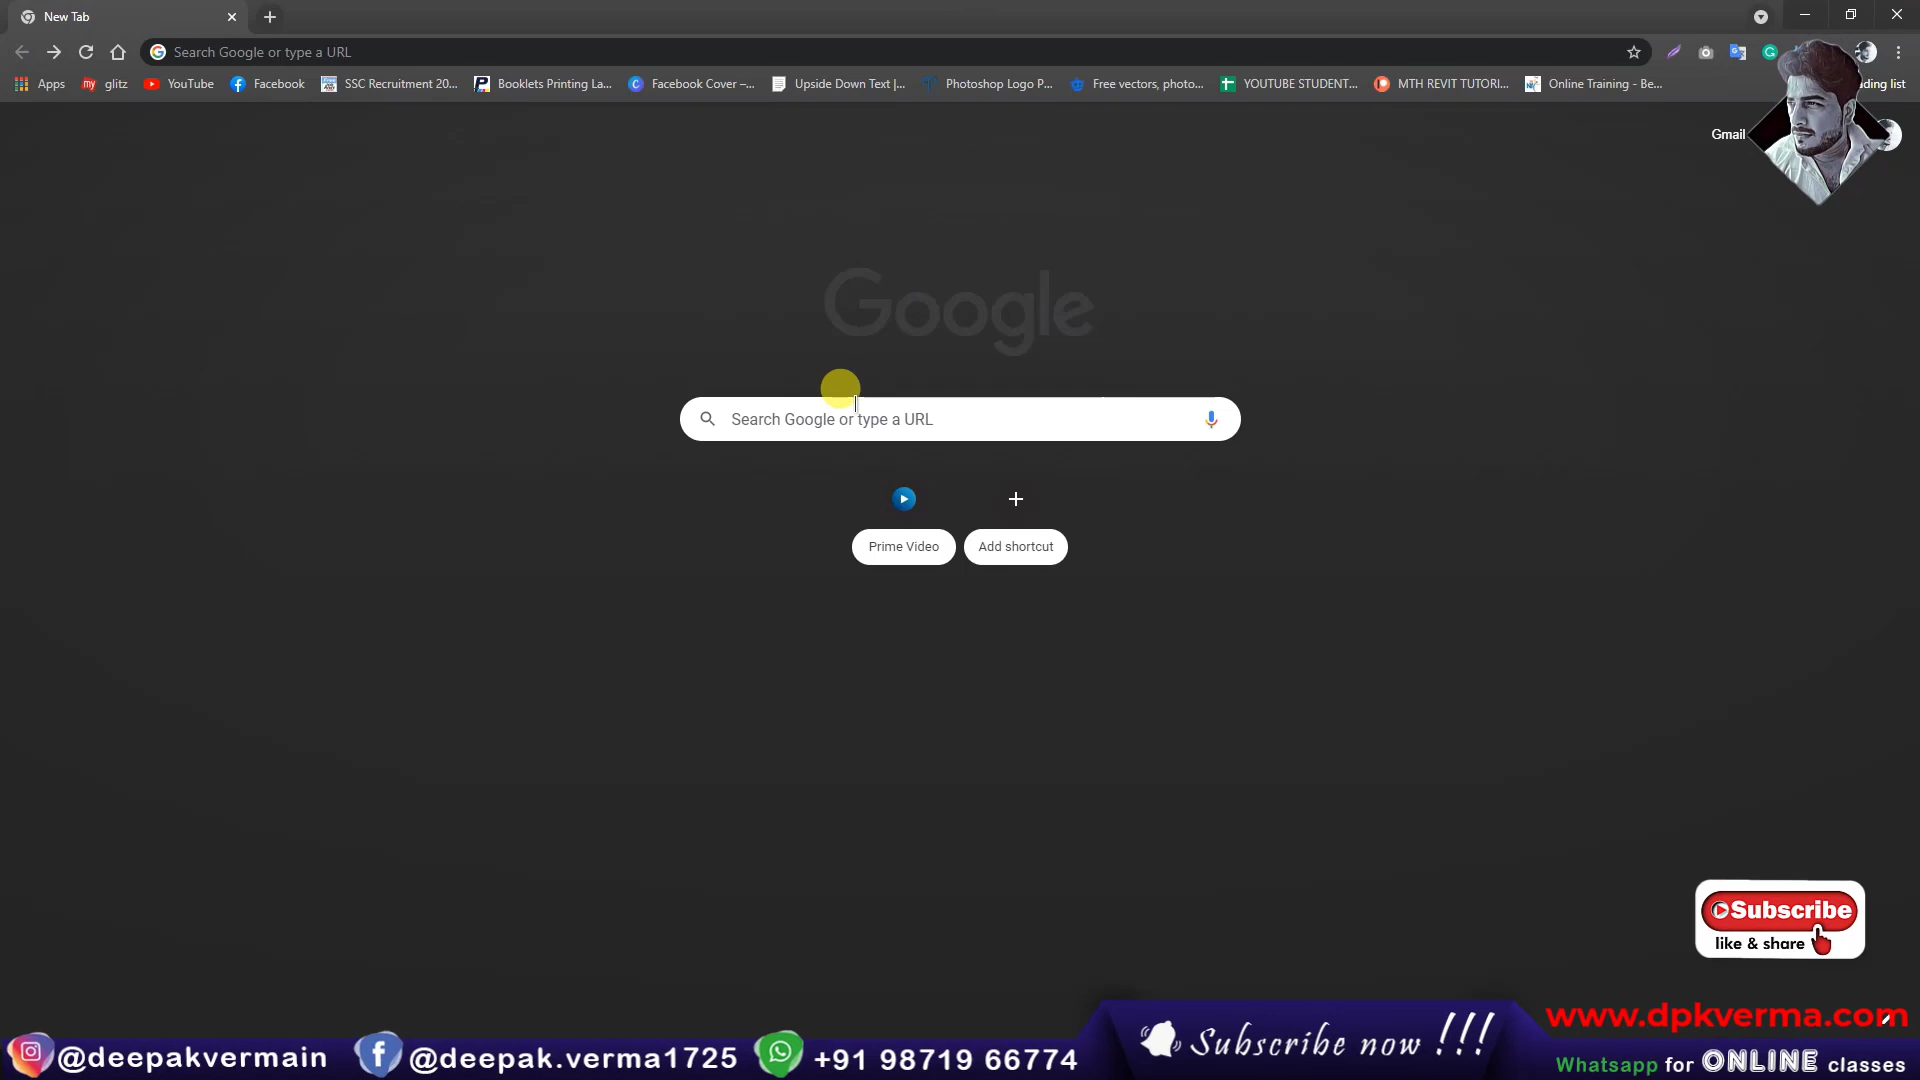 New Tab
Search Google or type a URL
Apps
glitz
YouTube
Facebook
SSC Recruitment 20...
Booklets Printing La...
Facebook Cover –...
Upside Down Text |...
Photoshop Logo P...
Free vectors, photo...
YOUTUBE STUDENT...
MTH REVIT TUTORI...
Online Training - Be...
ding list
Gmail
Google
Search Google or type a URL
Prime Video
Add shortcut
Subscribe
like & share
www.dpkverma.com
@deepakvermain
@deepak.verma1725
+91 98719 66774
Subscribe now !!!
Whatsapp for ONLINE classes